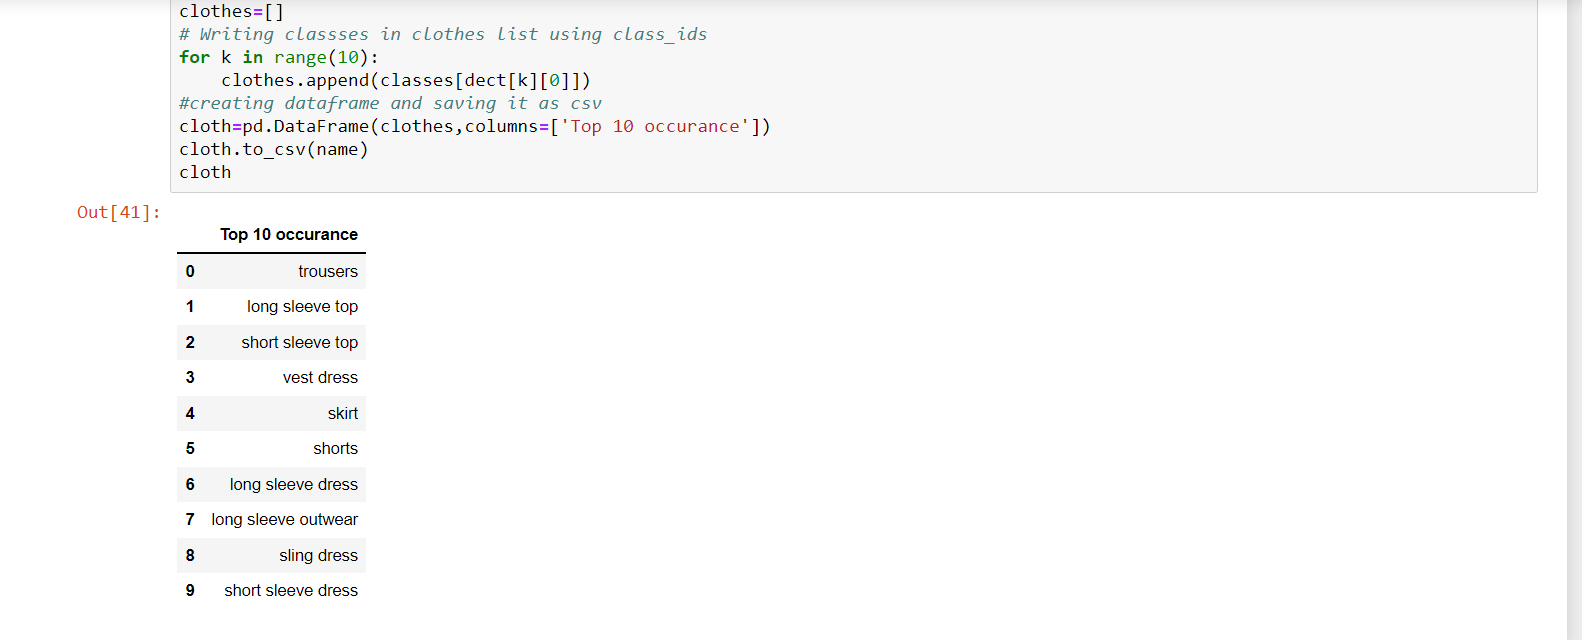 clothes=[]
# Writing classses in clothes list using class_ids
for k in range(10):
    clothes.append(classes[dect[k][0]])
#creating dataframe and saving it as csv
cloth=pd.DataFrame(clothes,columns=['Top 10 occurance'])
cloth.to_csv(name)
cloth
Out[41]:
Top 10 occurance
0 trousers
1 long sleeve top
2 short sleeve top
3 vest dress
4 skirt
5 shorts
6 long sleeve dress
7 long sleeve outwear
8 sling dress
9 short sleeve dress